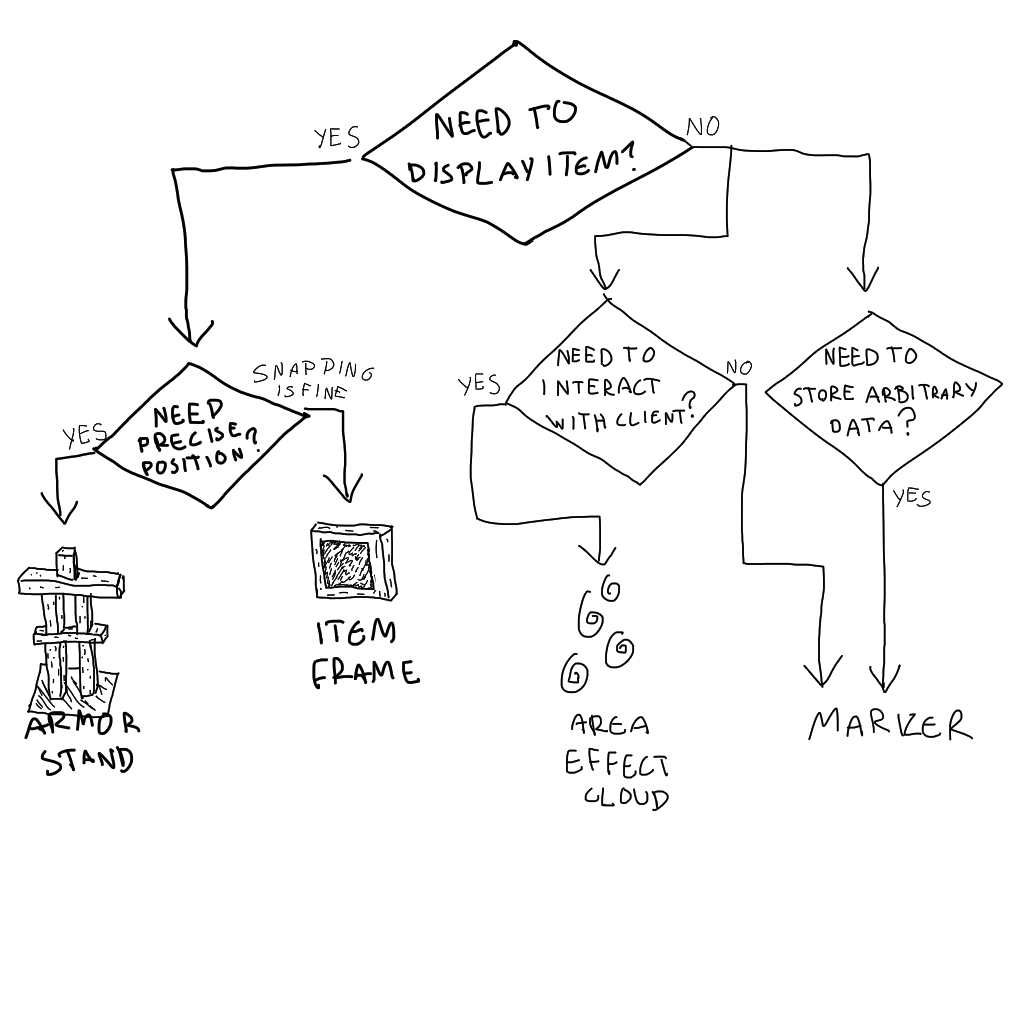 NEED TO
DISPLAY ITEM?
YES
NO
NEED
PRECISE
POSITION?
YES
SNAPPING
IS FINE
NEED TO
INTERACT
WITH CLIENT?
YES
NO
NEED TO
STORE ARBITRARY
DATA?
YES
ARMOR
STAND
ITEM
FRAME
AREA
EFFECT
CLOUD
MARKER